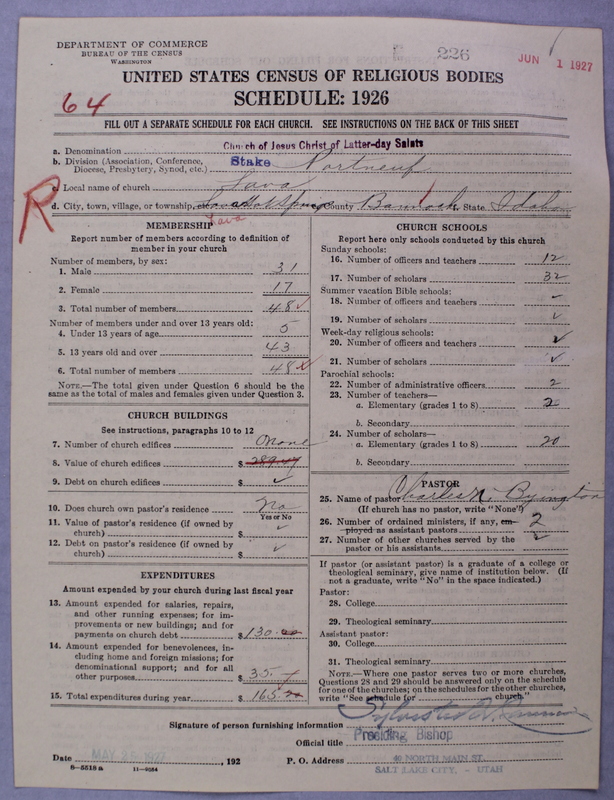 DEPARTMENT OF COMMERCE
BUREAU OF THE CENSUS
WASHINGTON
226
JUN 1 1927
UNITED STATES CENSUS OF RELIGIOUS BODIES
SCHEDULE: 1926
64
FILL OUT A SEPARATE SCHEDULE FOR EACH CHURCH. SEE INSTRUCTIONS ON THE BACK OF THIS SHEET
a. Denomination Church of Jesus Christ of Latter-day Saints
b. Division (Association, Conference, Diocese, Presbytery, Synod, etc.) Stake Portneuf
R
c. Local name of church Lava
d. City, town, village, or township, Lava Hot Springs County Bannock State Idaho
Lava
MEMBERSHIP
Report number of members according to definition of member in your church
Number of members, by sex:
1. Male 31
2. Female 17
3. Total number of members 48
Number of members under and over 13 years old:
4. Under 13 years of age 5
5. 13 years old and over 43
6. Total number of members 48
NOTE.—The total given under Question 6 should be the same as the total of males and females given under Question 3.
CHURCH BUILDINGS
See instructions, paragraphs 10 to 12
7. Number of church edifices None
8. Value of church edifices $
9. Debt on church edifices $ ✓
10. Does church own pastor's residence? No
Yes or No
11. Value of pastor's residence (if owned by church) $ ✓
12. Debt on pastor's residence (if owned by church) $ ✓
EXPENDITURES
Amount expended by your church during last fiscal year
13. Amount expended for salaries, repairs, and other running expenses; for improvements or new buildings; and for payments on church debt $ 130.00
14. Amount expended for benevolences, including home and foreign missions; for denominational support; and for all other purposes $ 35.
15. Total expenditures during year $ 165.
CHURCH SCHOOLS
Report here only schools conducted by this church
Sunday schools:
16. Number of officers and teachers 12
17. Number of scholars 32
Summer vacation Bible schools:
18. Number of officers and teachers –
19. Number of scholars ✓
Week-day religious schools:
20. Number of officers and teachers ✓
21. Number of scholars ✓
Parochial schools:
22. Number of administrative officers 2
23. Number of teachers—
a. Elementary (grades 1 to 8) 2
b. Secondary
24. Number of scholars—
a. Elementary (grades 1 to 8) 20
b. Secondary
PASTOR
25. Name of pastor Charles N. Byington
(If church has no pastor, write "None")
26. Number of ordained ministers, if any, employed as assistant pastors 2
27. Number of other churches served by the pastor or his assistants ✓
If pastor (or assistant pastor) is a graduate of a college or theological seminary, give name of institution below. (If not a graduate, write "No" in the space indicated.)
Pastor:
28. College
29. Theological seminary
Assistant pastor:
30. College
31. Theological seminary
NOTE.—Where one pastor serves two or more churches, Questions 28 and 29 should be answered only on the schedule for one of the churches; on the schedules for the other churches, write "See schedule for church."
Signature of person furnishing information
Official title Presiding Bishop
Date MAY 1927, 192 P. O. Address 40 NORTH MAIN ST.
SALT LAKE CITY, - UTAH
8—5518 a 11—9284